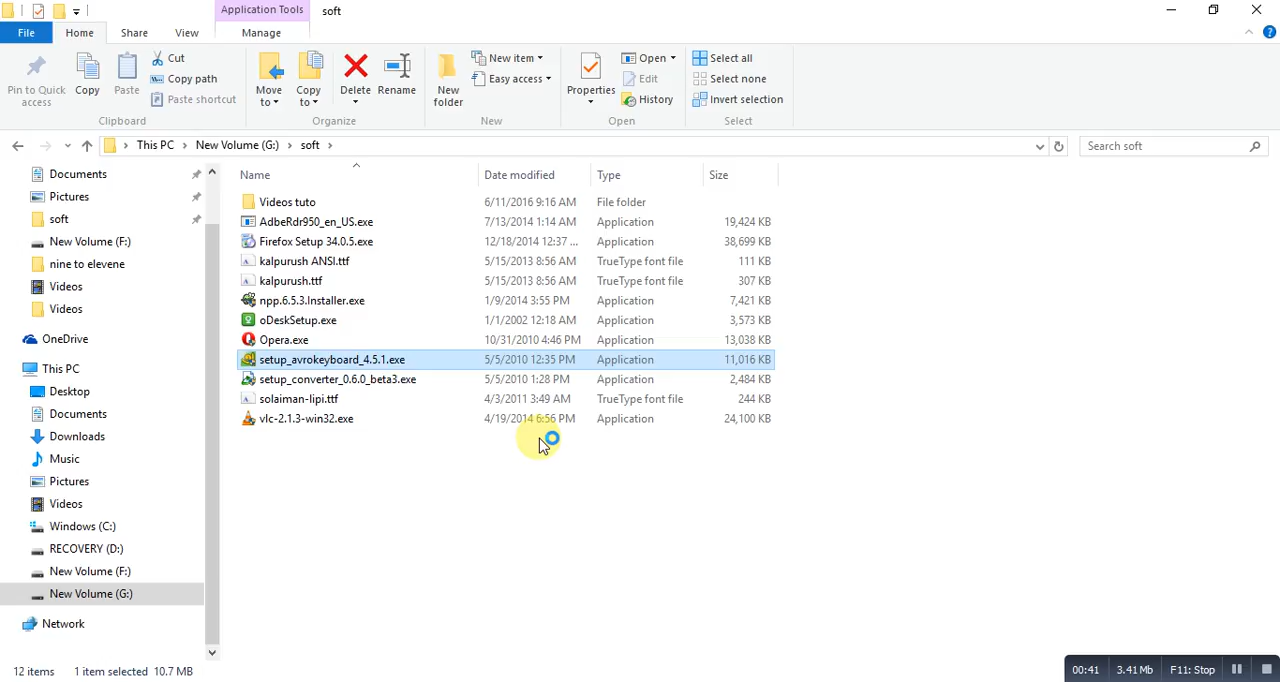 Application Tools soft
File Home Share View Manage
Pin to Quick access Copy Paste Cut Copy path Paste shortcut
Move to Copy to Delete Rename
New folder New item Easy access
Properties Open Edit History
Select all Select none Invert selection
Clipboard Organize New Open Select
This PC New Volume (G:) soft Search soft
Documents
Pictures
soft
New Volume (F:)
nine to elevene
Videos
Videos
OneDrive
This PC
Desktop
Documents
Downloads
Music
Pictures
Videos
Windows (C:)
RECOVERY (D:)
New Volume (F:)
New Volume (G:)
Network
Name Date modified Type Size
Videos tuto 6/11/2016 9:16 AM File folder
AdbeRdr950_en_US.exe 7/13/2014 1:14 AM Application 19,424 KB
Firefox Setup 34.0.5.exe 12/18/2014 12:37 ... Application 38,699 KB
kalpurush ANSI.ttf 5/15/2013 8:56 AM TrueType font file 111 KB
kalpurush.ttf 5/15/2013 8:56 AM TrueType font file 307 KB
npp.6.5.3.Installer.exe 1/9/2014 3:55 PM Application 7,421 KB
oDeskSetup.exe 1/1/2002 12:18 AM Application 3,573 KB
Opera.exe 10/31/2010 4:46 PM Application 13,038 KB
setup_avrokeyboard_4.5.1.exe 5/5/2010 12:35 PM Application 11,016 KB
setup_converter_0.6.0_beta3.exe 5/5/2010 1:28 PM Application 2,484 KB
solaiman-lipi.ttf 4/3/2011 3:49 AM TrueType font file 244 KB
vlc-2.1.3-win32.exe 4/19/2014 6:56 PM Application 24,100 KB
12 items 1 item selected 10.7 MB
00:41 3.41 Mb F11: Stop